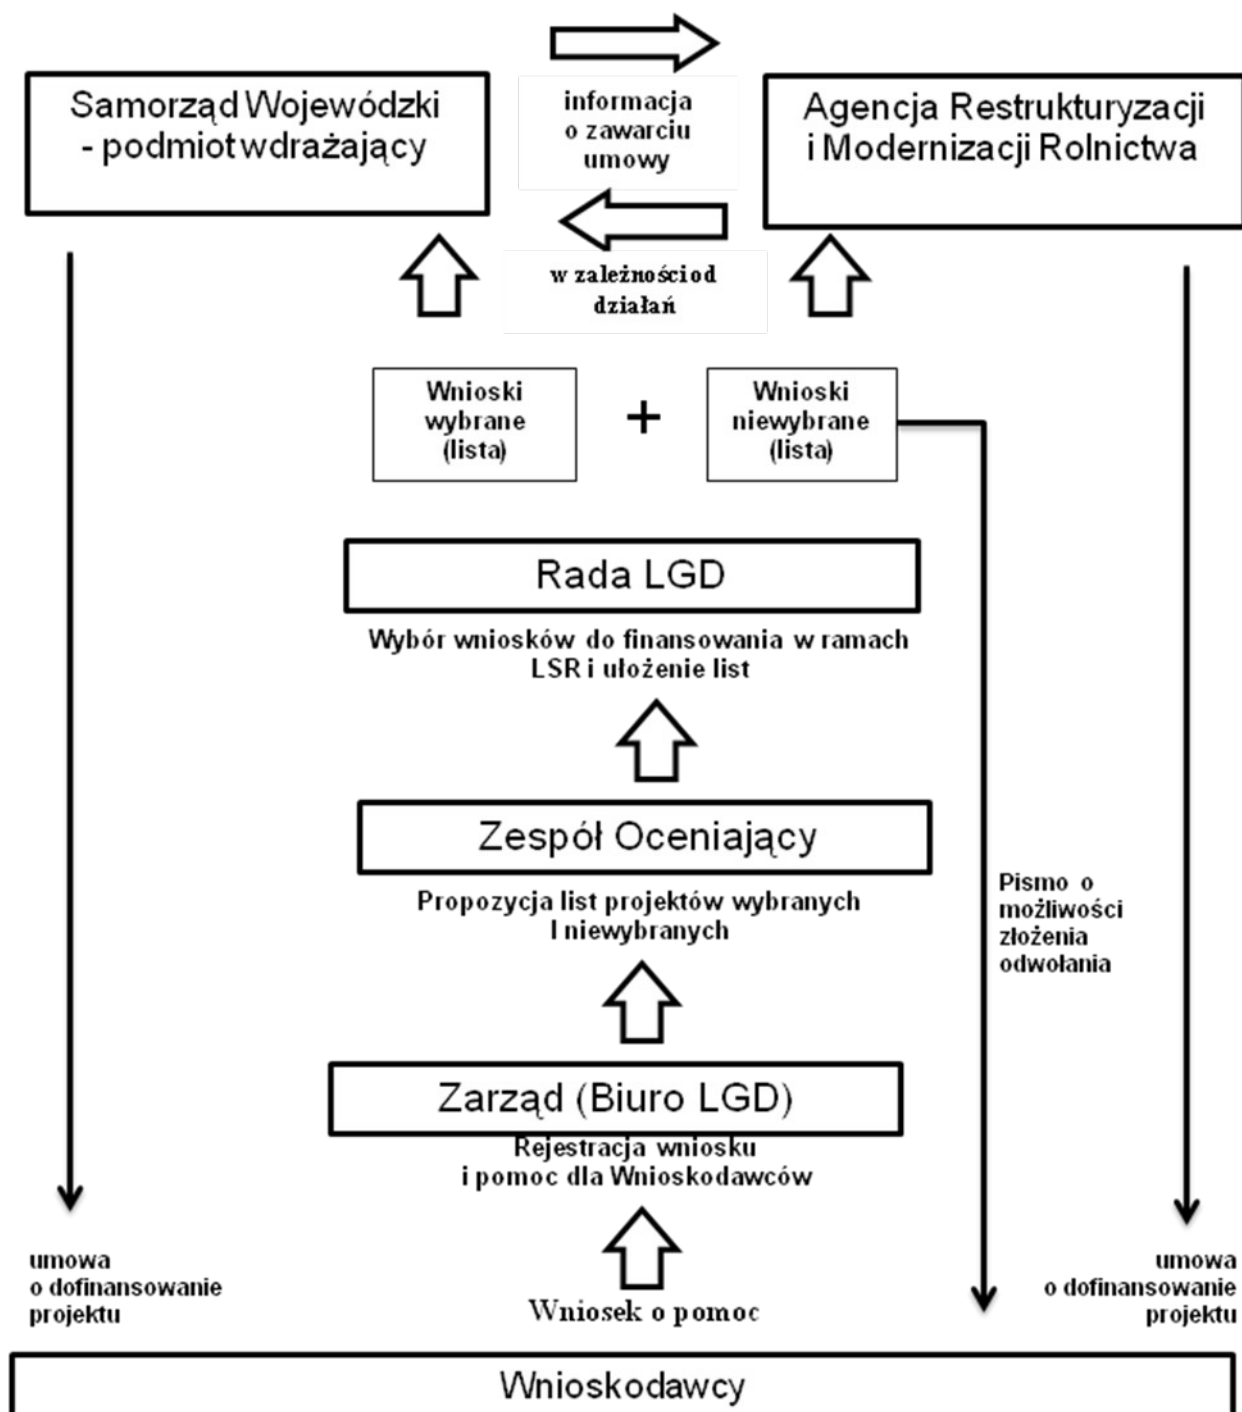 Samorząd Wojewódzki
- podmiot wdrażający
informacja
o zawarciu
umowy
Agencja Restrukturyzacji
i Modernizacji Rolnictwa
w zależności od
działań
Wnioski
wybrane
(lista)
+
Wnioski
niewybrane
(lista)
Rada LGD
Wybór wniosków do finansowania w ramach
LSR i ułożenie list
Zespół Oceniający
Propozycja list projektów wybranych
I niewybranych
Pismo o
możliwości
złożenia
odwołania
Zarząd (Biuro LGD)
Rejestracja wniosku
i pomoc dla Wnioskodawców
umowa
o dofinansowanie
projektu
Wniosek o pomoc
umowa
o dofinansowanie
projektu
Wnioskodawcy